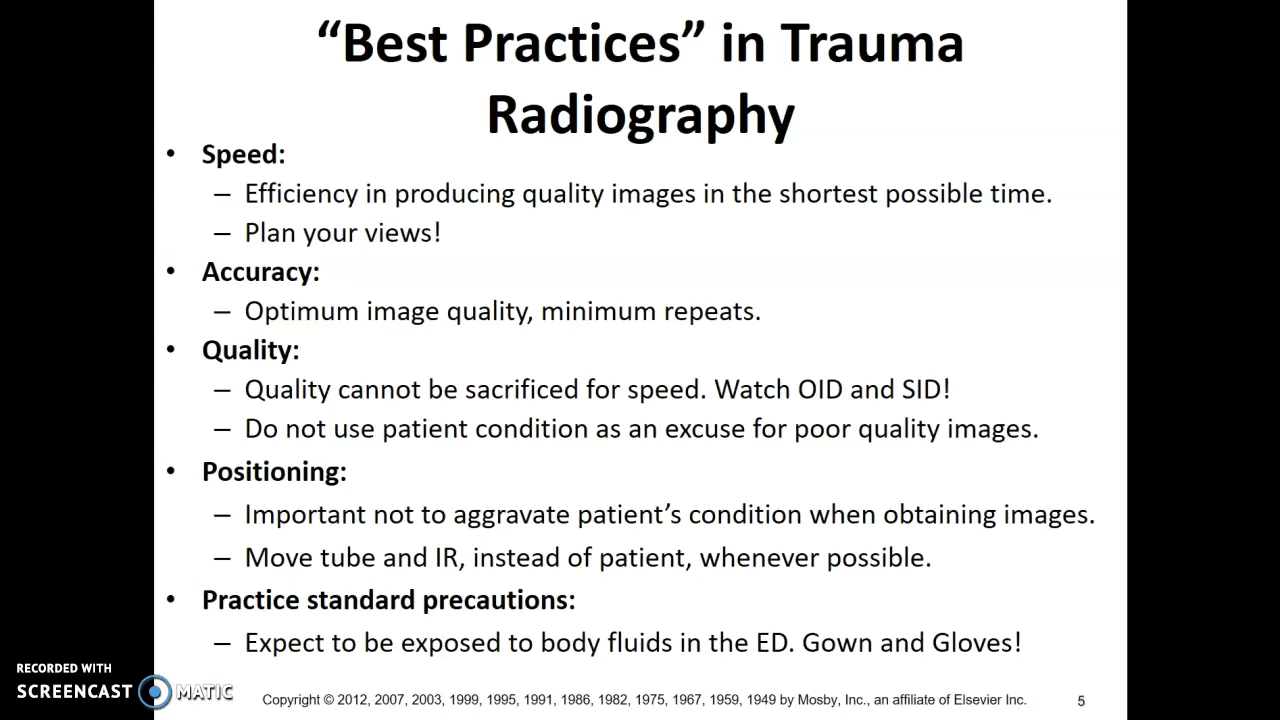 “Best Practices” in Trauma
Radiography
• Speed:
– Efficiency in producing quality images in the shortest possible time.
– Plan your views!
• Accuracy:
– Optimum image quality, minimum repeats.
• Quality:
– Quality cannot be sacrificed for speed. Watch OID and SID!
– Do not use patient condition as an excuse for poor quality images.
• Positioning:
– Important not to aggravate patient’s condition when obtaining images.
– Move tube and IR, instead of patient, whenever possible.
• Practice standard precautions:
– Expect to be exposed to body fluids in the ED. Gown and Gloves!
RECORDED WITH
SCREENCAST MATIC
Copyright © 2012, 2007, 2003, 1999, 1995, 1991, 1986, 1982, 1975, 1967, 1959, 1949 by Mosby, Inc., an affiliate of Elsevier Inc.
5